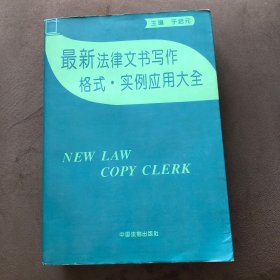 主编 于启元
最新法律文书写作
格式·实例应用大全
NEW LAW
COPY CLERK
中国法制出版社